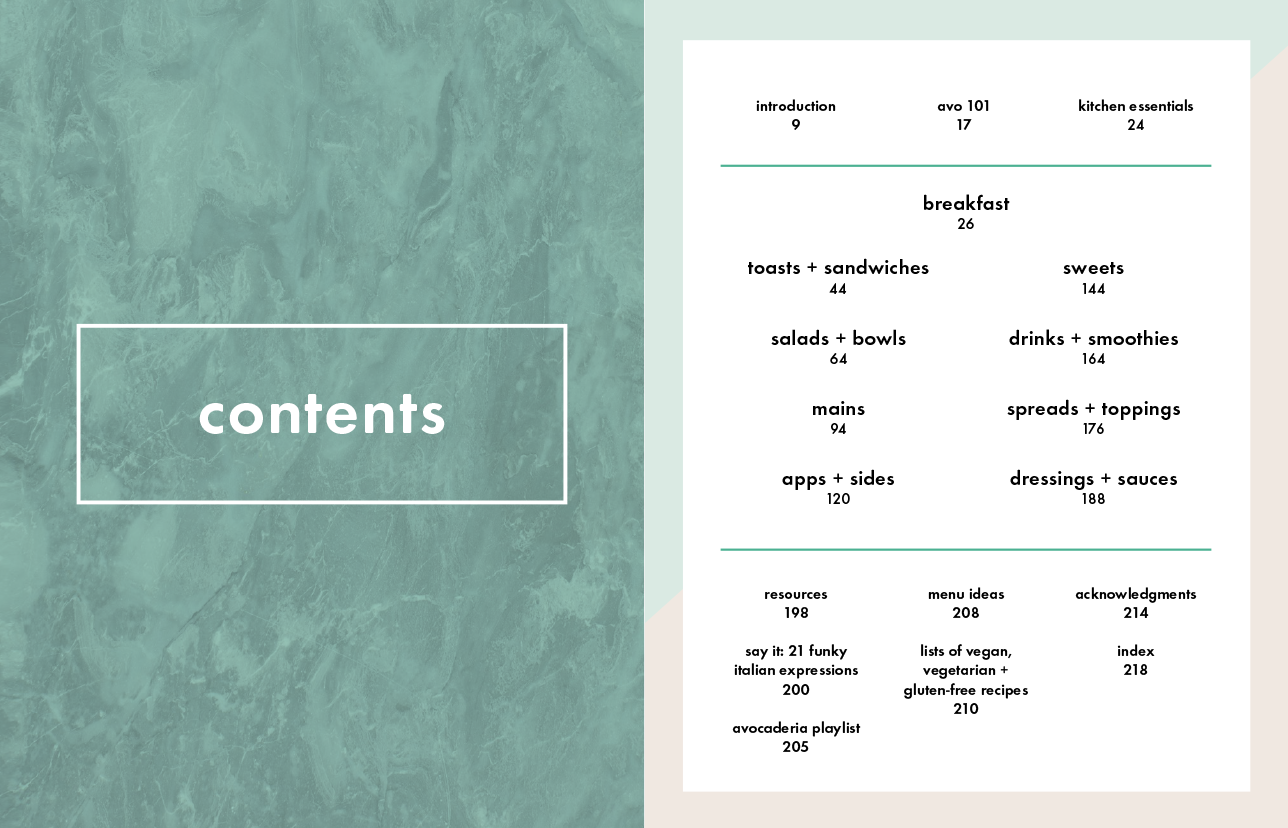 contents
introduction
9
avo 101
17
kitchen essentials
24
breakfast
26
toasts + sandwiches
44
salads + bowls
64
mains
94
apps + sides
120
sweets
144
drinks + smoothies
164
spreads + toppings
176
dressings + sauces
188
resources
198
say it: 21 funky
italian expressions
200
avocaderia playlist
205
menu ideas
208
lists of vegan,
vegetarian +
gluten-free recipes
210
acknowledgments
214
index
218